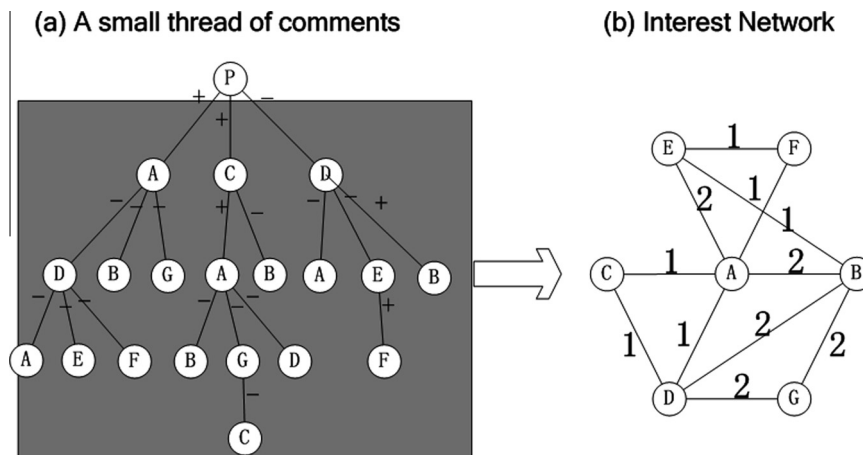 (a) A small thread of comments
(b) Interest Network
P
+ + −
A C D
− − − + − − − +
D B G A B A E B
− − − − − − +
A E F B G D F
−
C
E 1 F
2 1 1
C 1 A 2 B
1 1 2 2
D 2 G